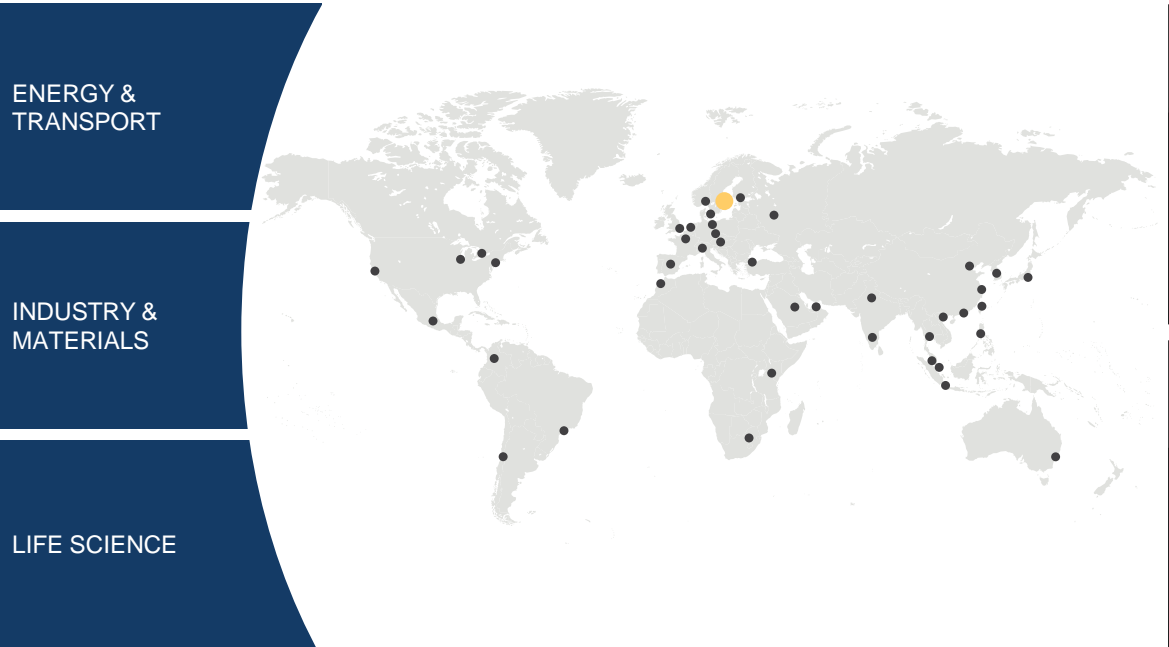 ENERGY &
TRANSPORT
INDUSTRY &
MATERIALS
LIFE SCIENCE